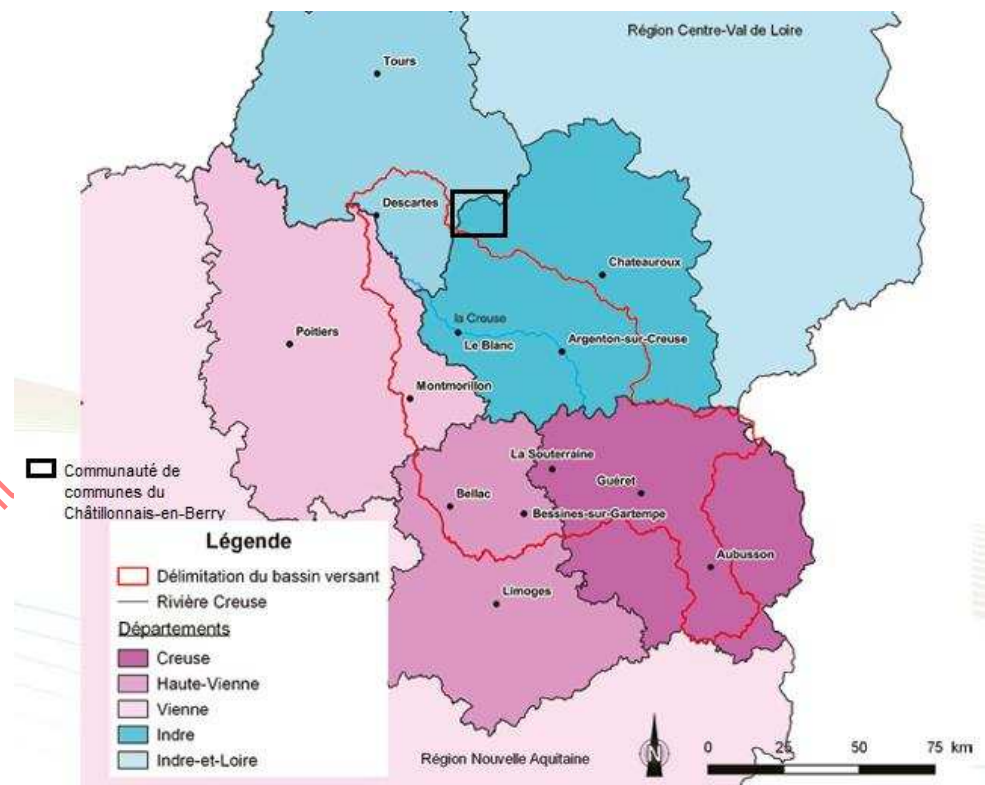 Région Centre-Val de Loire
Tours
Descartes
Chateauroux
la Creuse
Poitiers
Le Blanc
Argenton-sur-Creuse
Montmorillon
La Souterraine
Guéret
Communauté de
communes du
Châtillonnais-en-Berry
Bellac
Bessines-sur-Gartempe
Légende
Aubusson
Délimitation du bassin versant
Limoges
Rivière Creuse
Départements
Creuse
Haute-Vienne
Vienne
Indre
Indre-et-Loire
Région Nouvelle Aquitaine
N
0 25 50 75 km